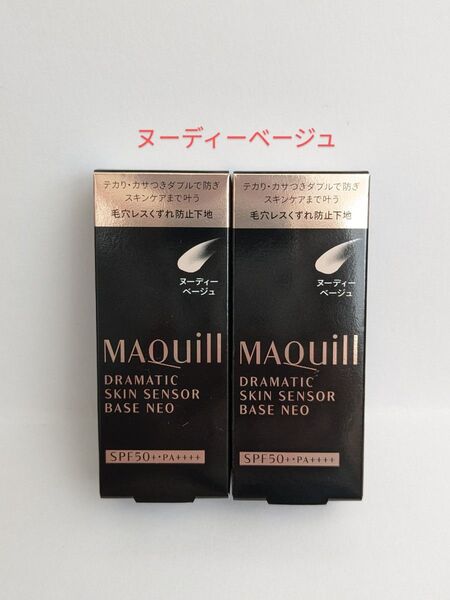 ヌーディーベージュ
テカリ・カサつきダブルで防ぎ
スキンケアまで叶う
毛穴レスくずれ防止下地
ヌーディー
ベージュ
MAQuill
DRAMATIC
SKIN SENSOR
BASE NEO
SPF50+・PA++++
テカリ・カサつきダブルで防ぎ
スキンケアまで叶う
毛穴レスくずれ防止下地
ヌーディー
ベージュ
MAQuill
DRAMATIC
SKIN SENSOR
BASE NEO
SPF50+・PA++++